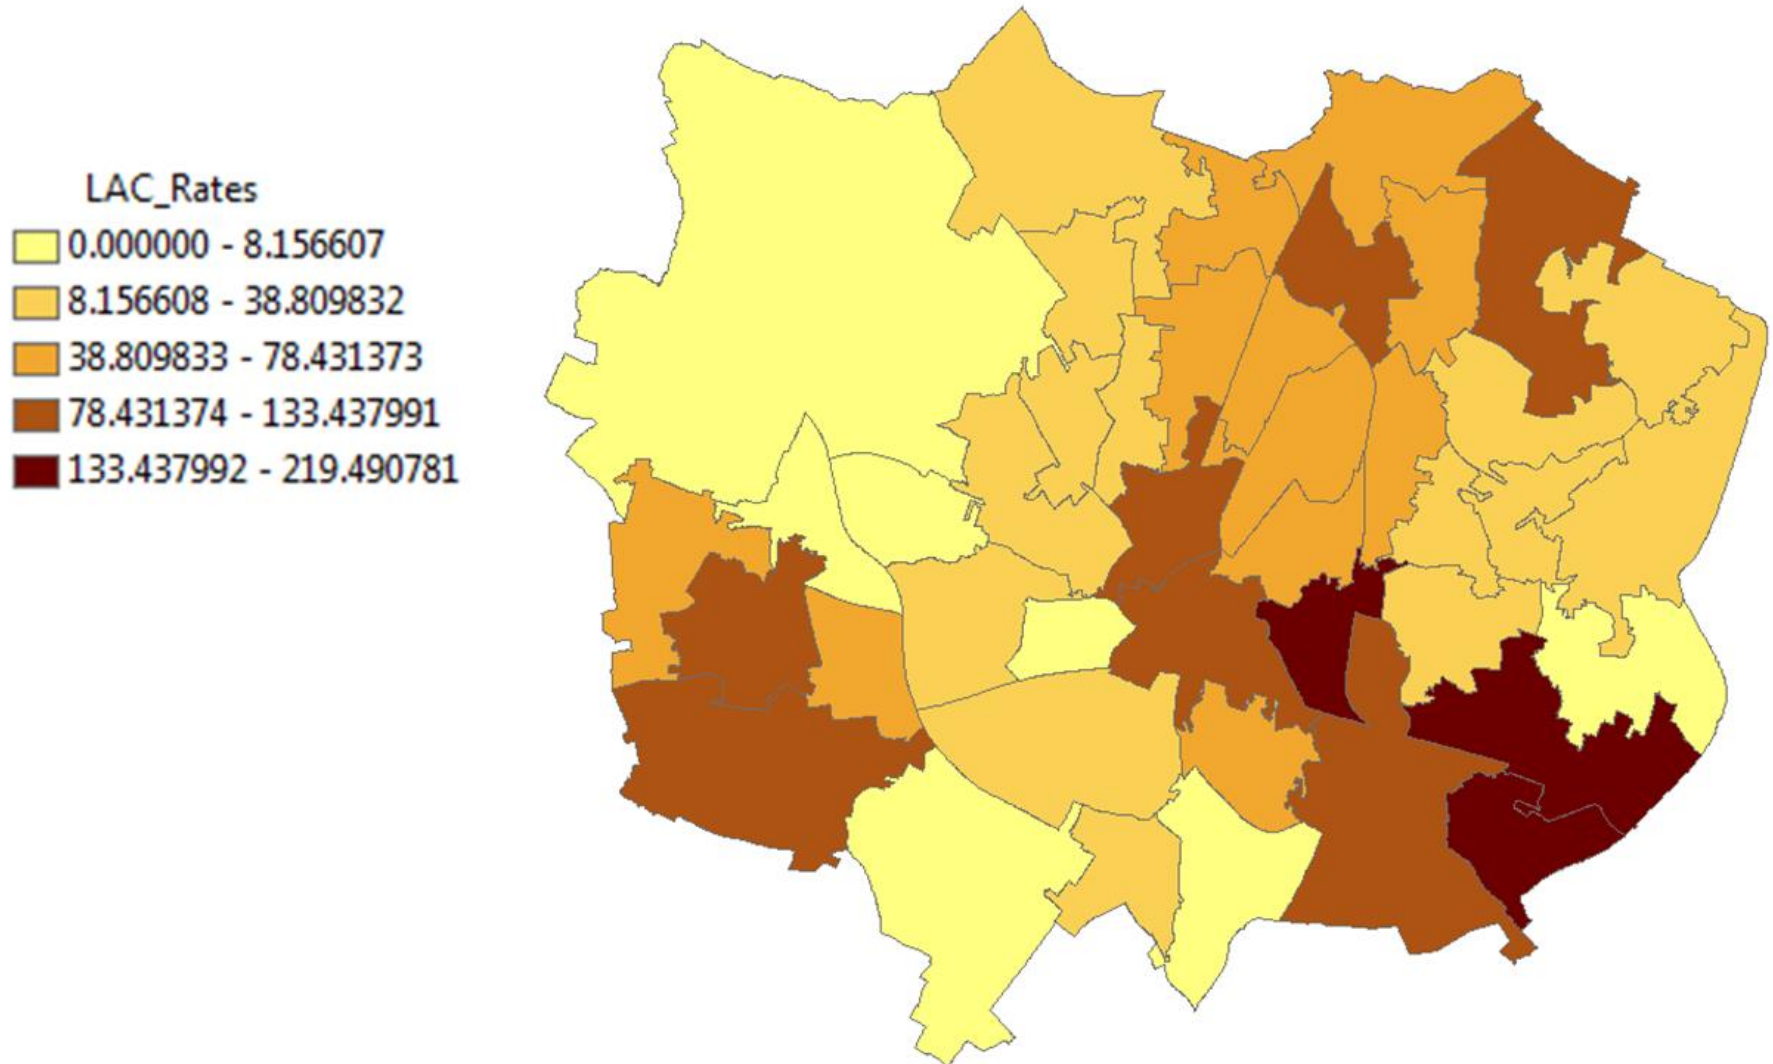 LAC_Rates
0.000000 - 8.156607
8.156608 - 38.809832
38.809833 - 78.431373
78.431374 - 133.437991
133.437992 - 219.490781